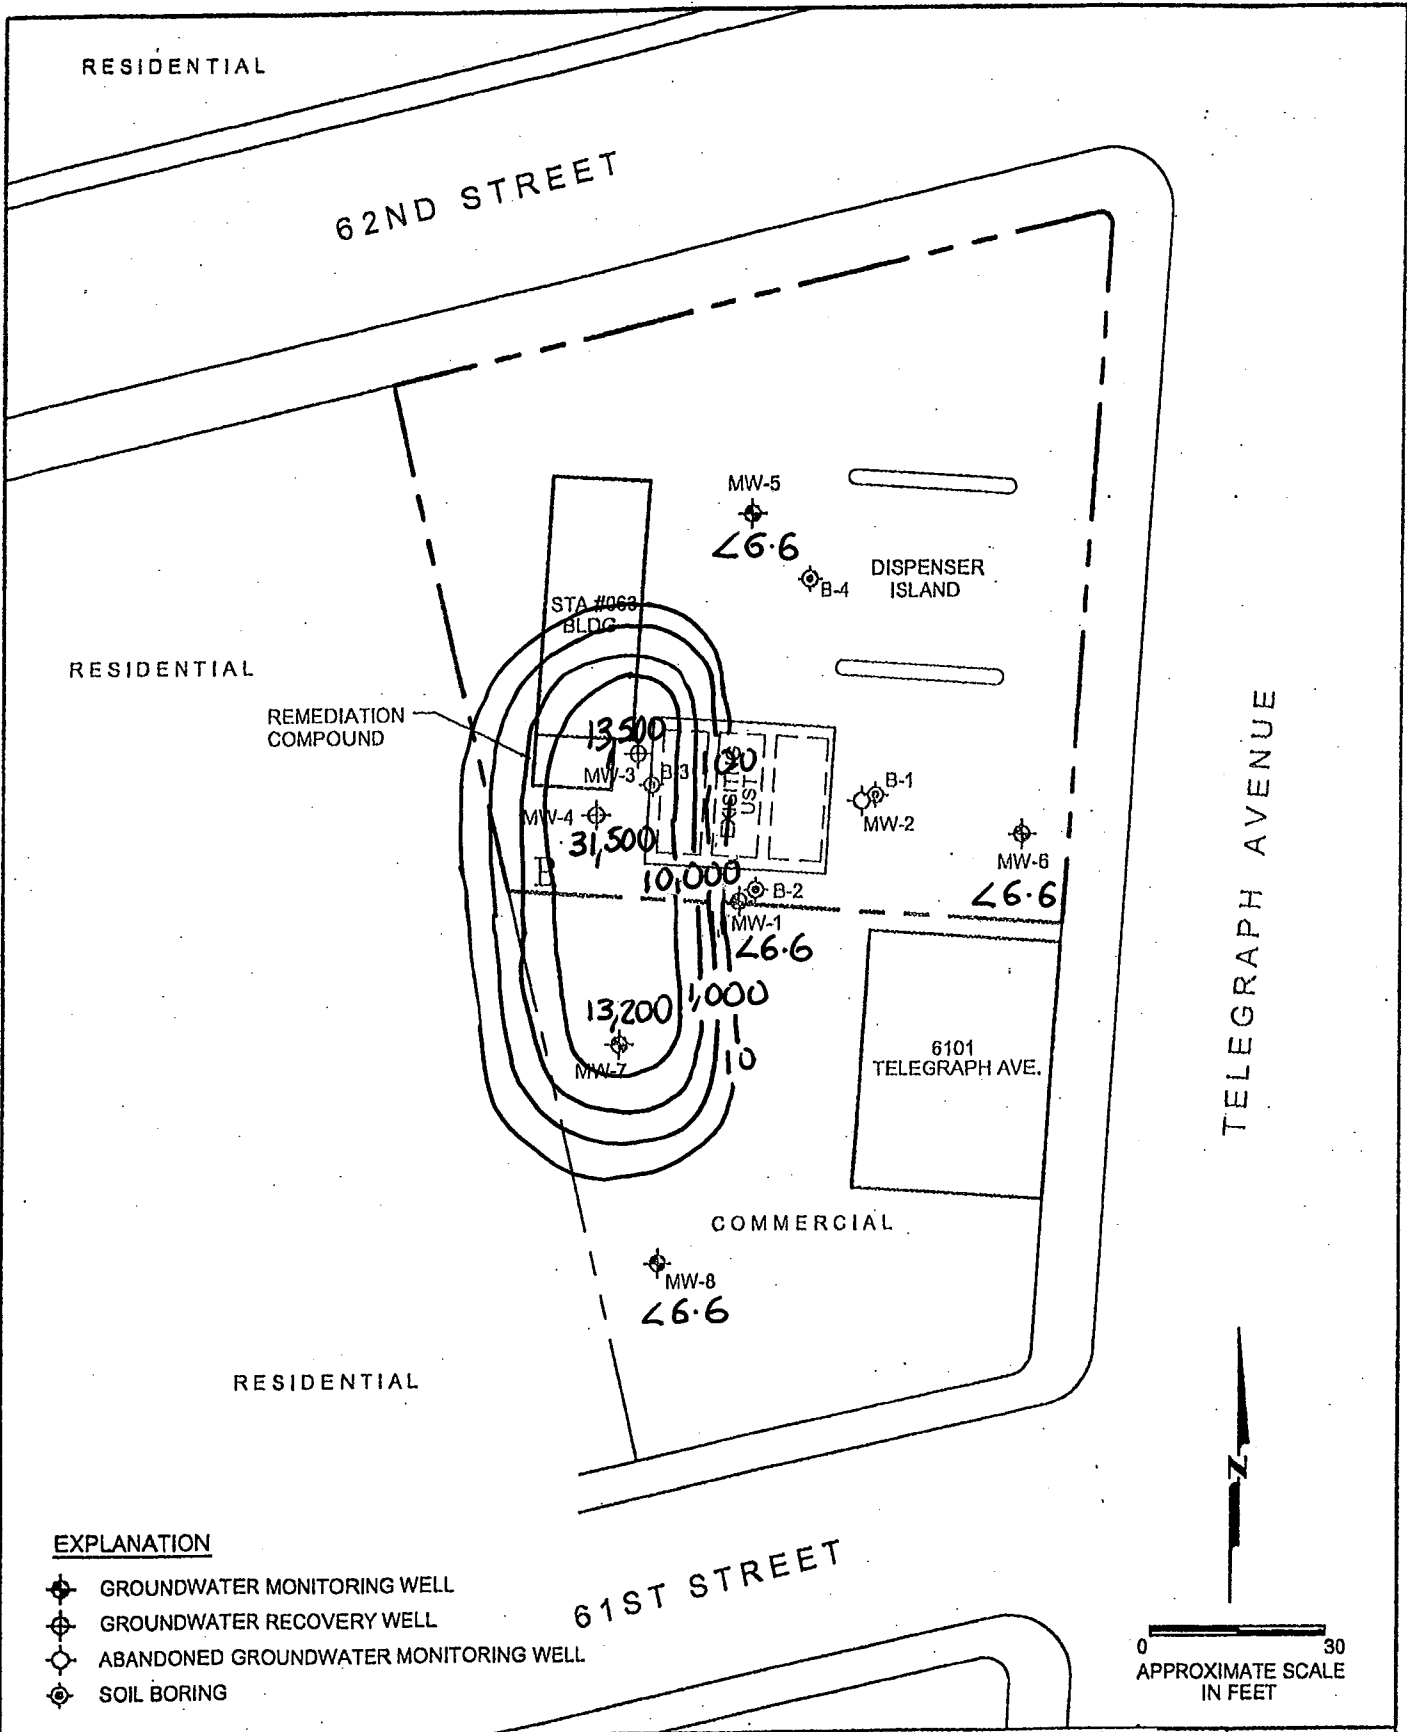 RESIDENTIAL
62ND STREET
MW-5
<6.6
B-4
DISPENSER
ISLAND
STA #063
BLDG
RESIDENTIAL
REMEDIATION
COMPOUND
13,500
MW-3
B-3
100
EXISITING
UST'S
B-1
MW-2
MW-4
31,500
MW-6
<6.6
10,000
B-2
MW-1
<6.6
13,200
1,000
MW-7
10
6101
TELEGRAPH AVE.
TELEGRAPH AVENUE
COMMERCIAL
MW-8
<6.6
RESIDENTIAL
61ST STREET
EXPLANATION
GROUNDWATER MONITORING WELL
GROUNDWATER RECOVERY WELL
ABANDONED GROUNDWATER MONITORING WELL
SOIL BORING
N
0 30
APPROXIMATE SCALE
IN FEET